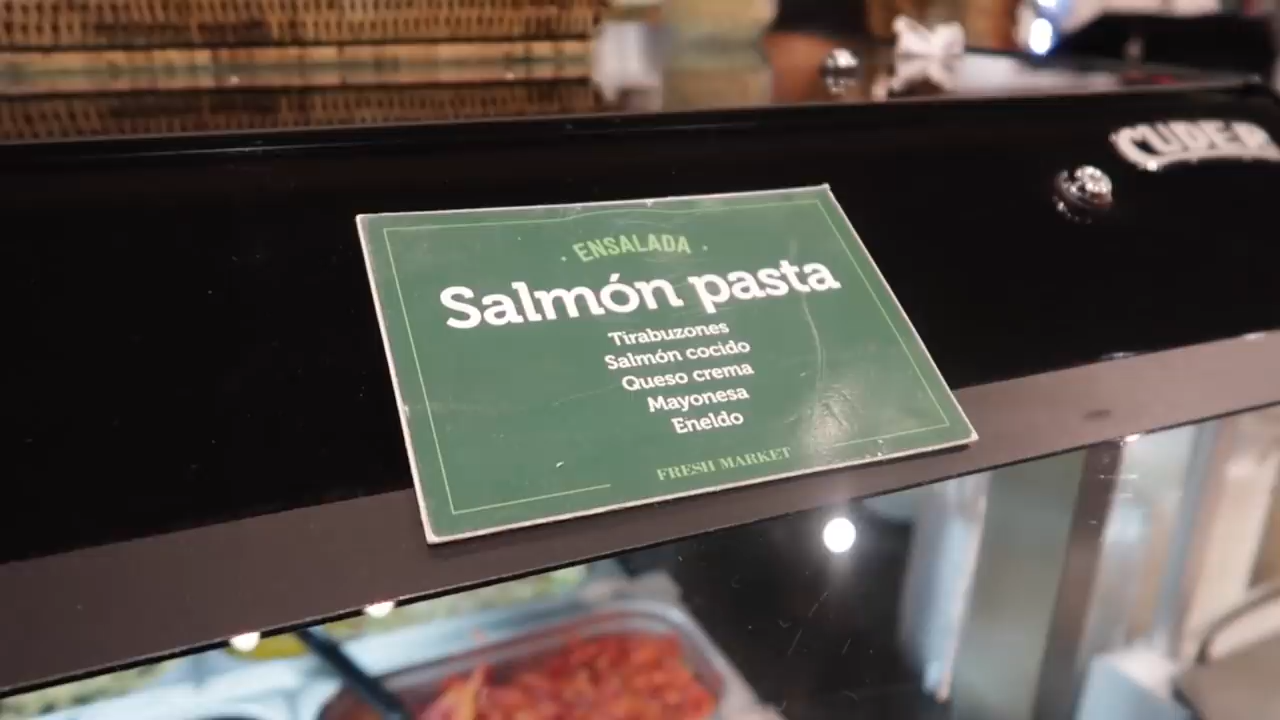 · ENSALADA ·
Salmón pasta
Tirabuzones
Salmón cocido
Queso crema
Mayonesa
Eneldo
FRESH MARKET